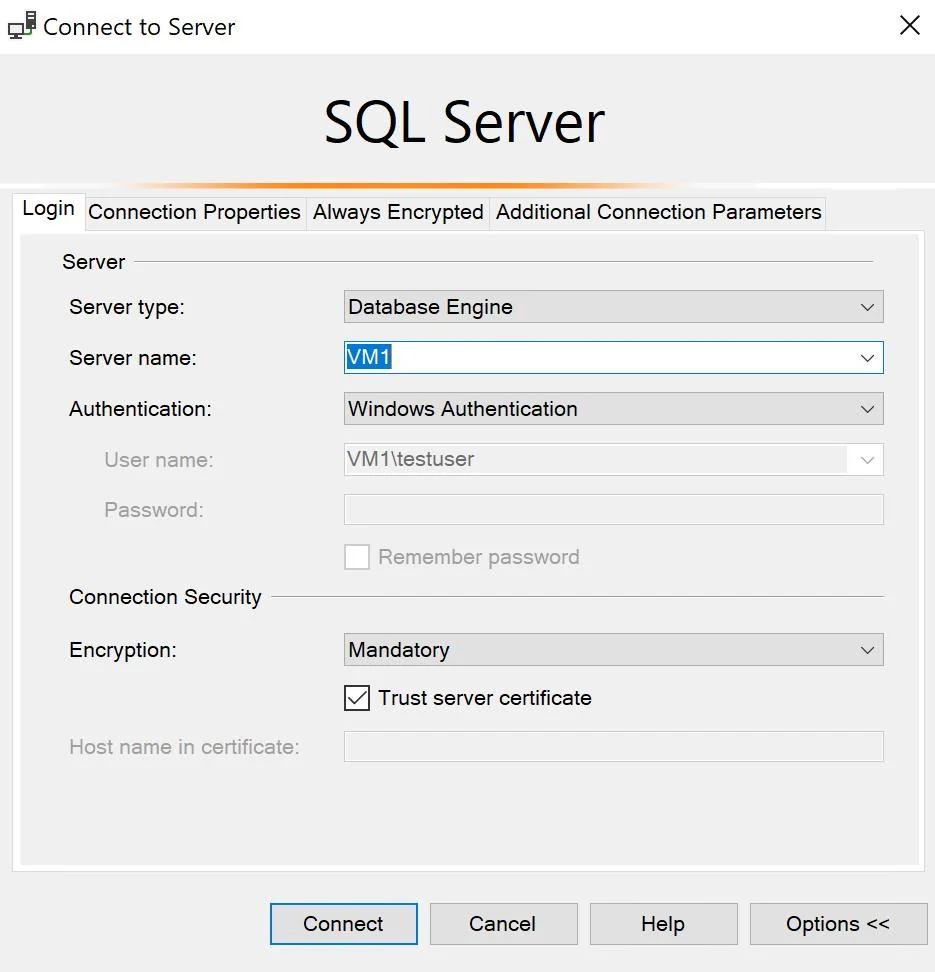 Connect to Server
SQL Server
Login Connection Properties Always Encrypted Additional Connection Parameters
Server
Server type: Database Engine
Server name: VM1
Authentication: Windows Authentication
User name: VM1\testuser
Password:
Remember password
Connection Security
Encryption: Mandatory
Trust server certificate
Host name in certificate:
Connect Cancel Help Options <<